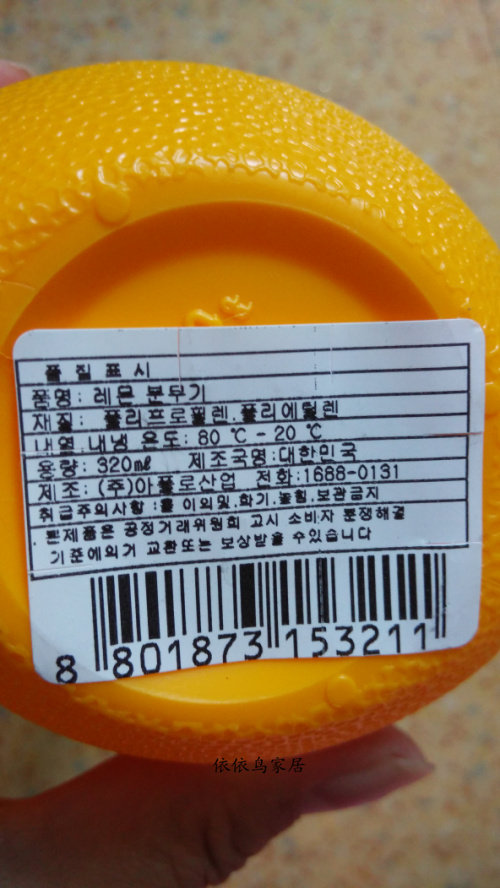 품 질 표 시
품명: 레몬 분무기
재질: 폴리프로필렌.폴리에틸렌
내열.내냉 온도: 80 ℃ - 20 ℃
용량: 320㎖ 제조국명:대한민국
제조: (주)아폴로산업 전화:1688-0131
취급주의사항 :물 이외및.화기.놀힘.보관금지
.본제품은 공정거래위원회 고시 소비자 분쟁해결
기준에의거 교환또는 보상받을 수있습니다
8 801873 153211
依依鸟家居